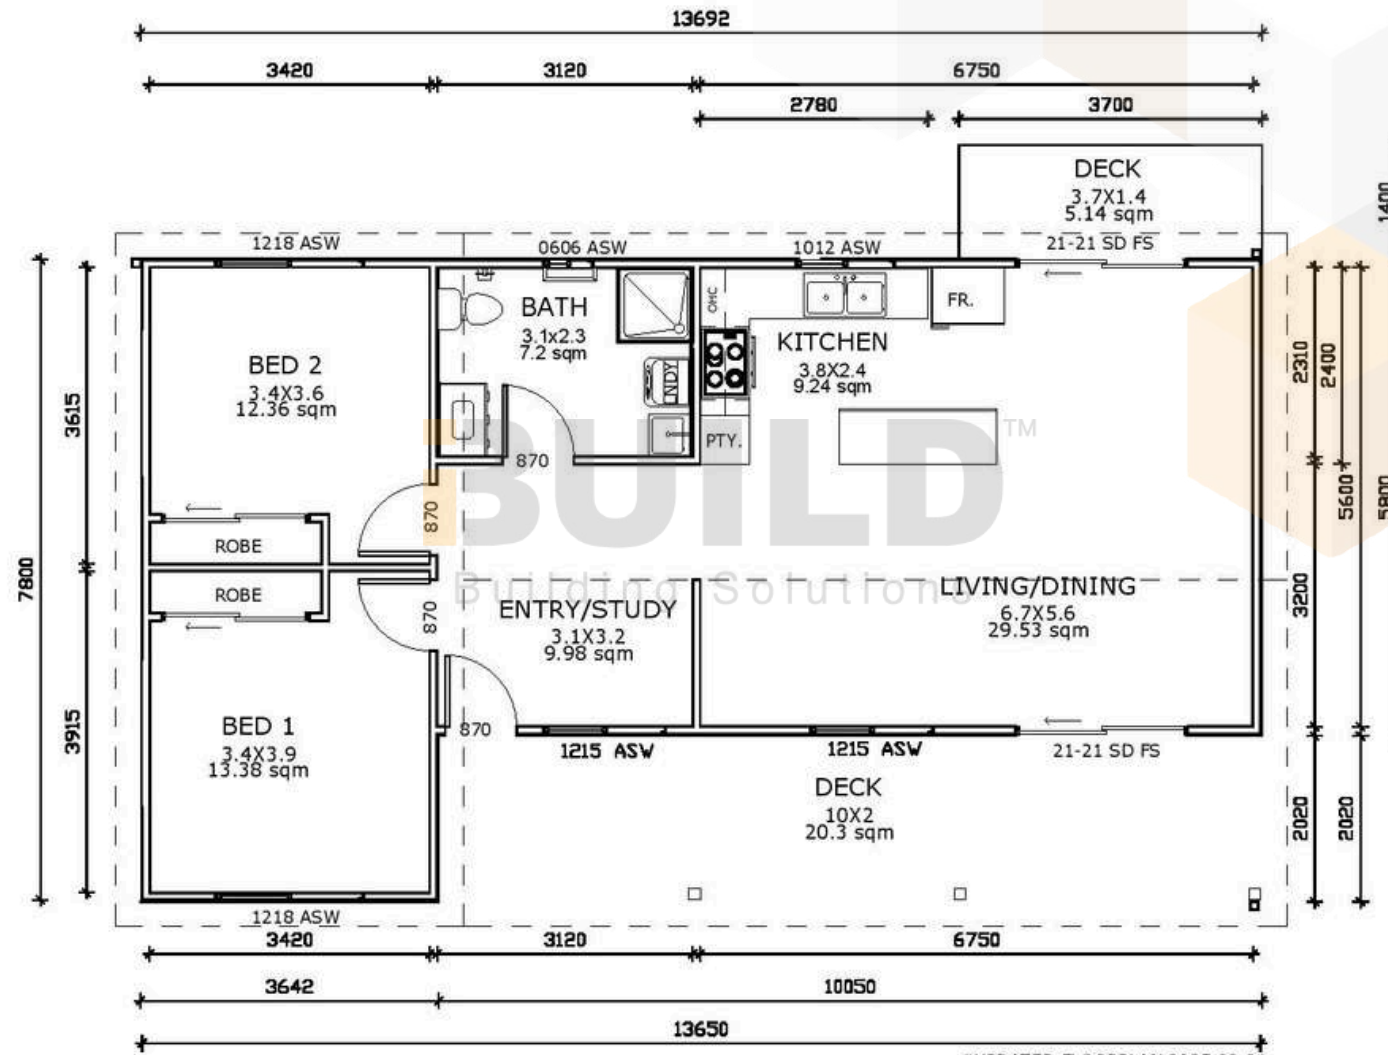 13692
3420 3120 6750
2780 3700
DECK
3.7X1.4
5.14 sqm
1400
1218 ASW 0606 ASW 1012 ASW 21-21 SD FS
BATH
3.1x2.3
7.2 sqm
OHC
FR.
KITCHEN
3.8X2.4
9.24 sqm
BED 2
3.4X3.6
12.36 sqm
LNDY
PTY.
870
870
ROBE
ROBE
870
iBUILD™
Building Solutions
ENTRY/STUDY
3.1X3.2
9.98 sqm
LIVING/DINING
6.7X5.6
29.53 sqm
BED 1
3.4X3.9
13.38 sqm
870
1215 ASW 1215 ASW 21-21 SD FS
DECK
10X2
20.3 sqm
1218 ASW
7800
3615
3915
2310
2400
3200
5600
5800
2020
2020
3420 3120 6750
3642 10050
13650